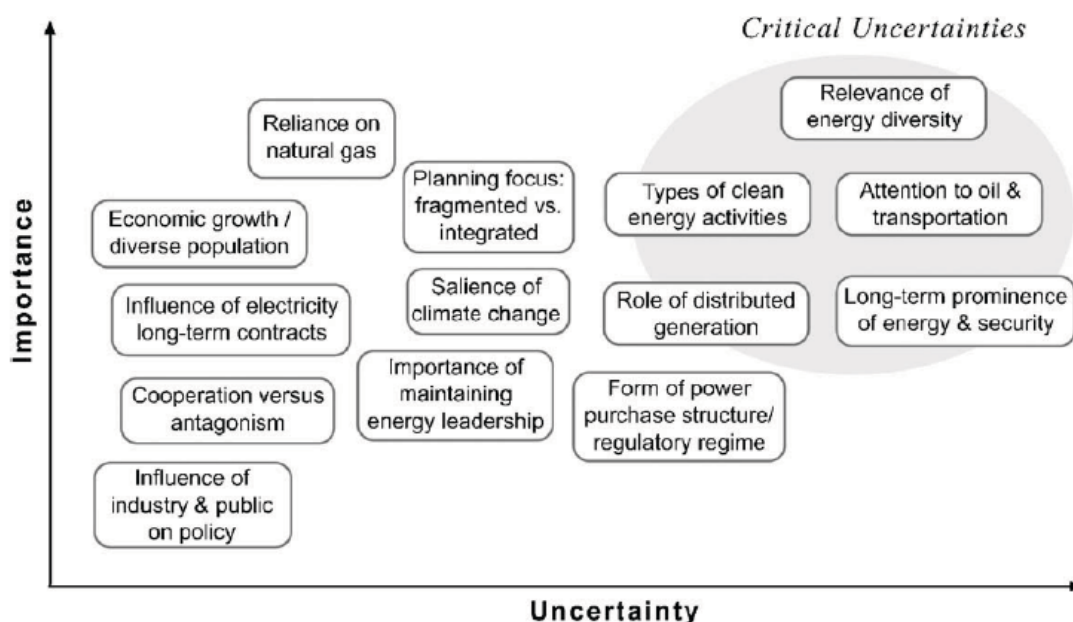 Critical Uncertainties
Relevance of
energy diversity
Reliance on
natural gas
Planning focus:
fragmented vs.
integrated
Types of clean
energy activities
Attention to oil &
transportation
Economic growth /
diverse population
Salience of
climate change
Role of distributed
generation
Long-term prominence
of energy & security
Influence of electricity
long-term contracts
Importance of
maintaining
energy leadership
Cooperation versus
antagonism
Form of power
purchase structure/
regulatory regime
Influence of
industry & public
on policy
Importance
Uncertainty